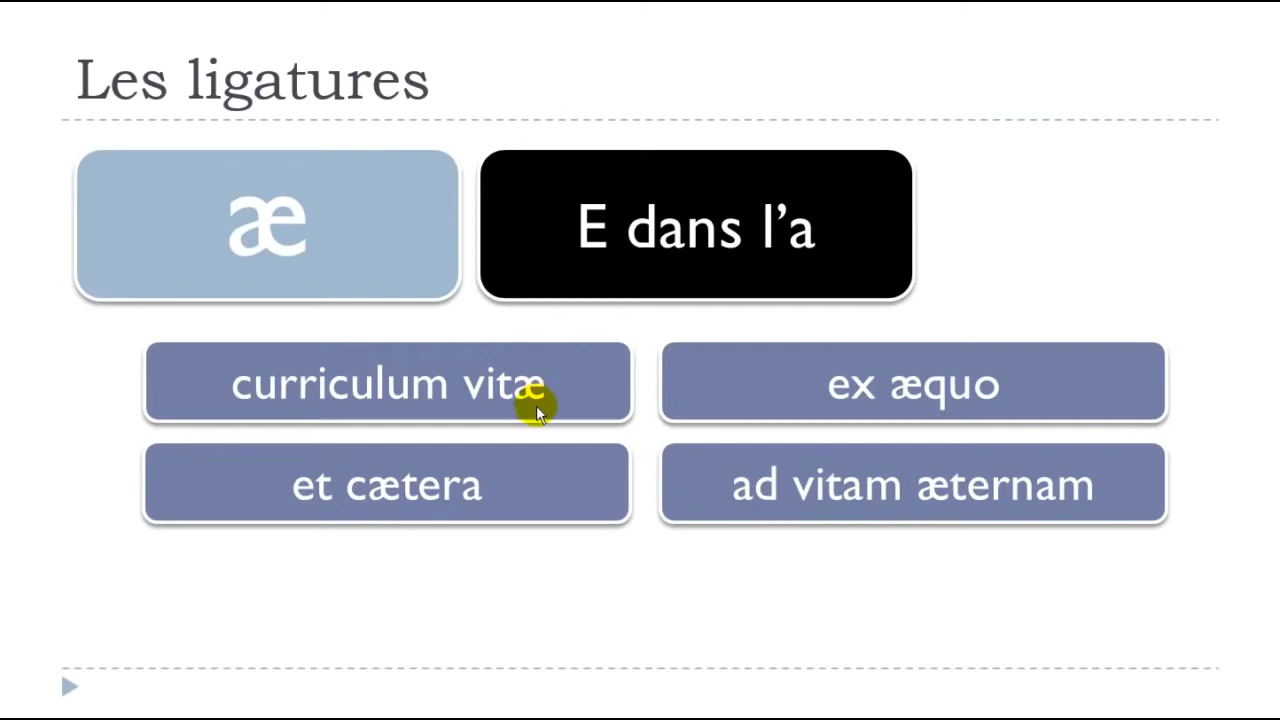 Les ligatures
æ
E dans l’a
curriculum vitæ
ex æquo
et cætera
ad vitam æternam